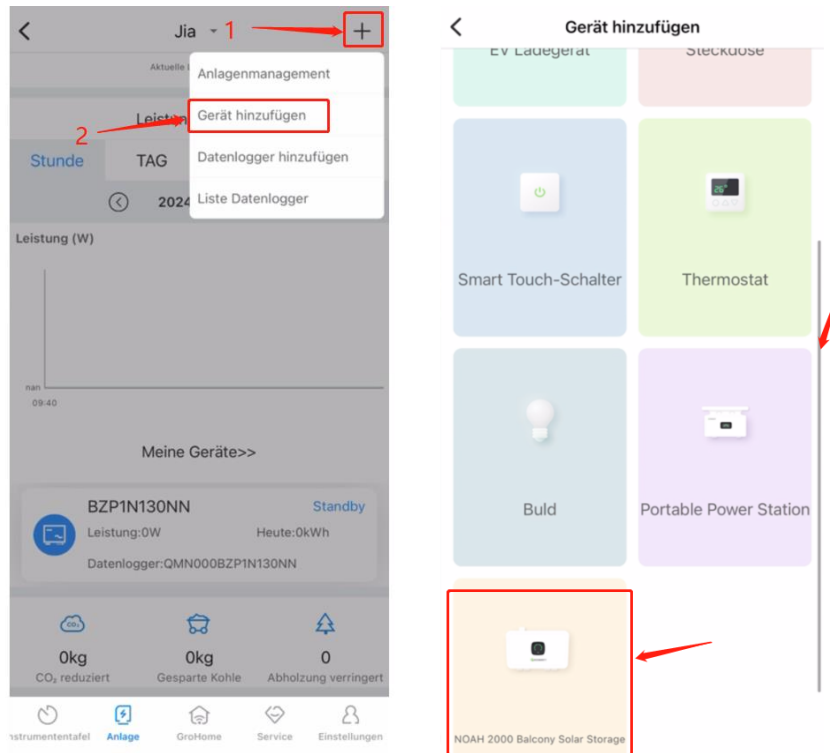 Jia
1
Aktuelle
Anlagenmanagement
Leistun
Gerät hinzufügen
2
Stunde
TAG
Datenlogger hinzufügen
2024
Liste Datenlogger
Leistung (W)
nan
09:40
Meine Geräte>>
BZP1N130NN
Standby
Leistung:0W
Heute:0kWh
Datenlogger:QMN000BZP1N130NN
0kg
0kg
0
CO₂ reduziert
Gesparte Kohle
Abholzung verringert
nstrumententafel
Anlage
GroHome
Service
Einstellungen
Gerät hinzufügen
EV Ladegerät
Steckdose
Smart Touch-Schalter
Thermostat
Buld
Portable Power Station
NOAH 2000 Balcony Solar Storage